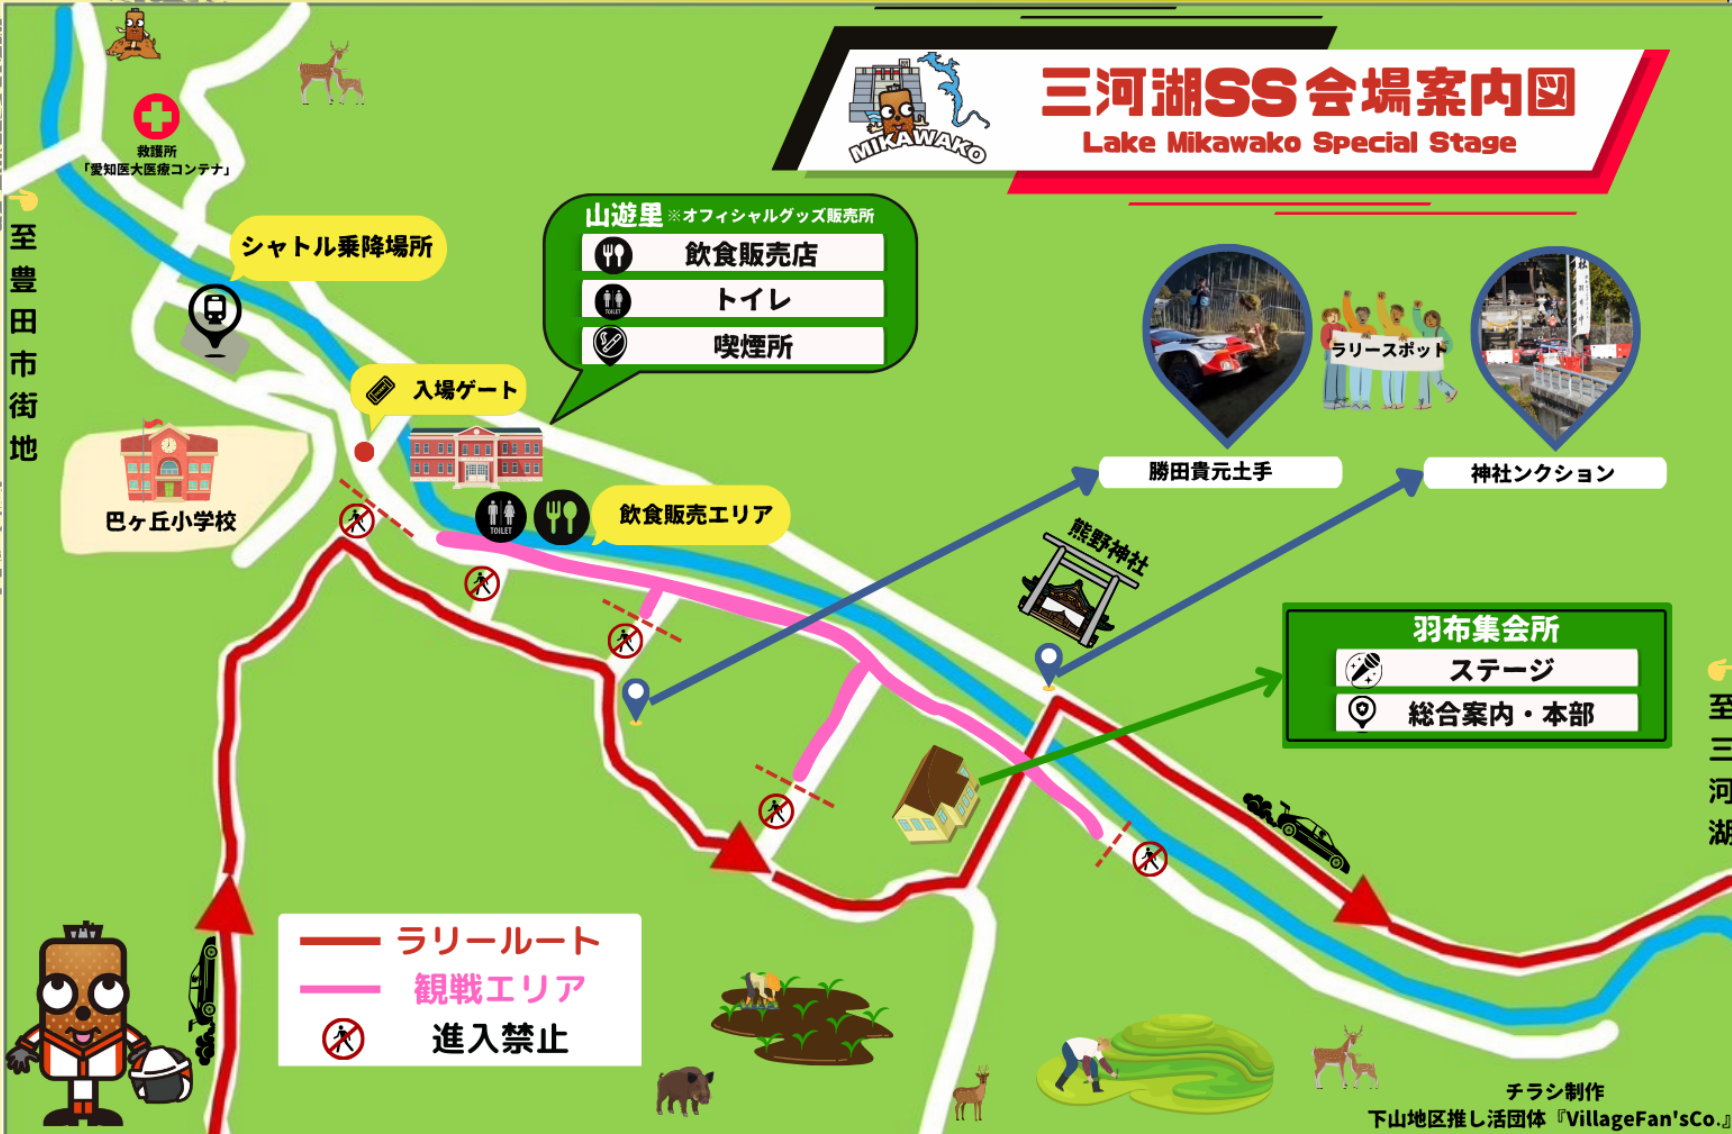 三河湖SS会場案内図
Lake Mikawako Special Stage
MIKAWAKO
救護所
「愛知医大医療コンテナ」
至豊田市街地
シャトル乗降場所
山遊里 ※オフィシャルグッズ販売所
飲食販売店
TOILET
トイレ
喫煙所
入場ゲート
ラリースポット
勝田貴元土手
神社ンクション
巴ヶ丘小学校
TOILET
飲食販売エリア
熊野神社
羽布集会所
ステージ
総合案内・本部
至三河湖
ラリールート
観戦エリア
進入禁止
チラシ制作
下山地区推し活団体『VillageFan'sCo.』